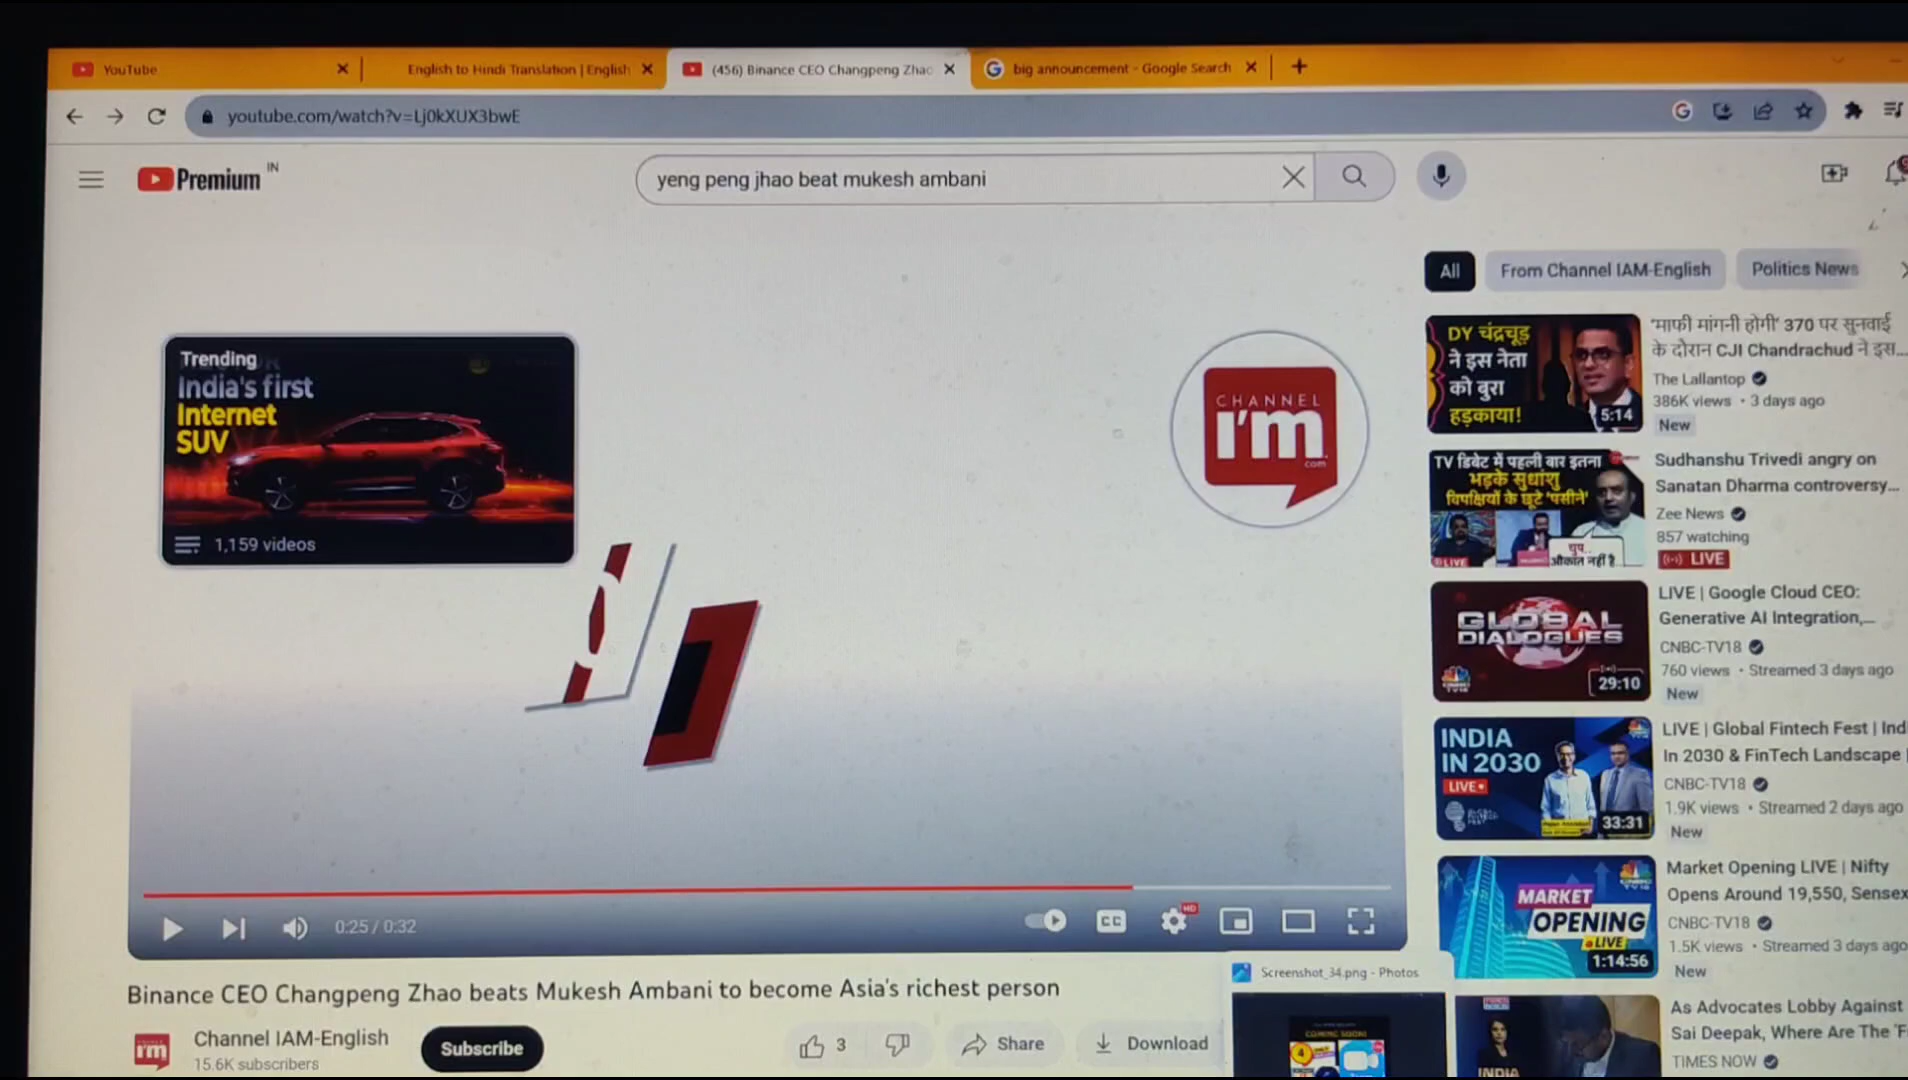 YouTube
English to Hindi Translation | English
(456) Binance CEO Changpeng Zhao
big announcement - Google Search
youtube.com/watch?v=Lj0kXUX3bwE
Premium IN
yeng peng jhao beat mukesh ambani
All
From Channel IAM-English
Politics News
Trending
India's first
Internet
SUV
1,159 videos
CHANNEL
I'm
com
DY चंद्रचूड़
ने इस नेता
को बुरा
हड़काया!
5:14
'माफी मांगनी होगी' 370 पर सुनवाई
के दौरान CJI Chandrachud ने इस...
The Lallantop
386K views • 3 days ago
New
TV डिबेट में पहली बार इतना
भड़के सुधांशु
विपक्षियों के छूटे 'पसीने'
चुप..
औकात नहीं है
LIVE
Sudhanshu Trivedi angry on
Sanatan Dharma controversy...
Zee News
857 watching
LIVE
GLOBAL
DIALOGUES
29:10
LIVE | Google Cloud CEO:
Generative AI Integration,...
CNBC-TV18
760 views • Streamed 3 days ago
New
INDIA
IN 2030
LIVE
33:31
LIVE | Global Fintech Fest | Ind
In 2030 & FinTech Landscape |
CNBC-TV18
1.9K views • Streamed 2 days ago
New
MARKET
OPENING
LIVE
1:14:56
Market Opening LIVE | Nifty
Opens Around 19,550, Sensex
CNBC-TV18
1.5K views • Streamed 3 days ago
New
0:25 / 0:32
CC
HD
Binance CEO Changpeng Zhao beats Mukesh Ambani to become Asia's richest person
I'm
Channel IAM-English
15.6K subscribers
Subscribe
3
Share
Download
Screenshot_34.png - Photos
COMING SOON!
4
INDIA
As Advocates Lobby Against
Sai Deepak, Where Are The 'F
TIMES NOW